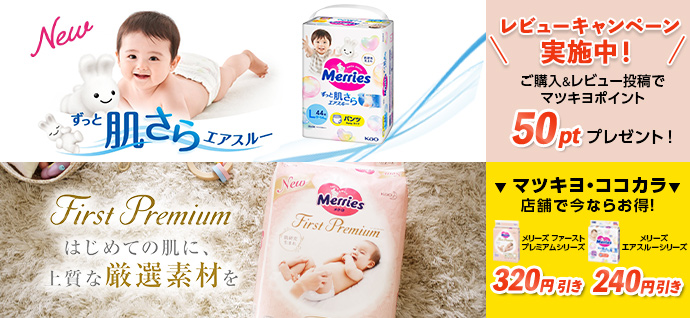 New
ずっと
肌さら
エアスルー
Merries
ずっと
肌さら
エアスルー
L 44枚
パンツ
Kao
レビューキャンペーン
実施中！
ご購入&レビュー投稿で
マツキヨポイント
50pt プレゼント！
First Premium
はじめての肌に、
上質な厳選素材を
New
Merries
First Premium
▼ マツキヨ・ココカラ ▼
店舗で今ならお得!
メリーズ ファースト
プレミアムシリーズ
320円引き
メリーズ
エアスルーシリーズ
240円引き